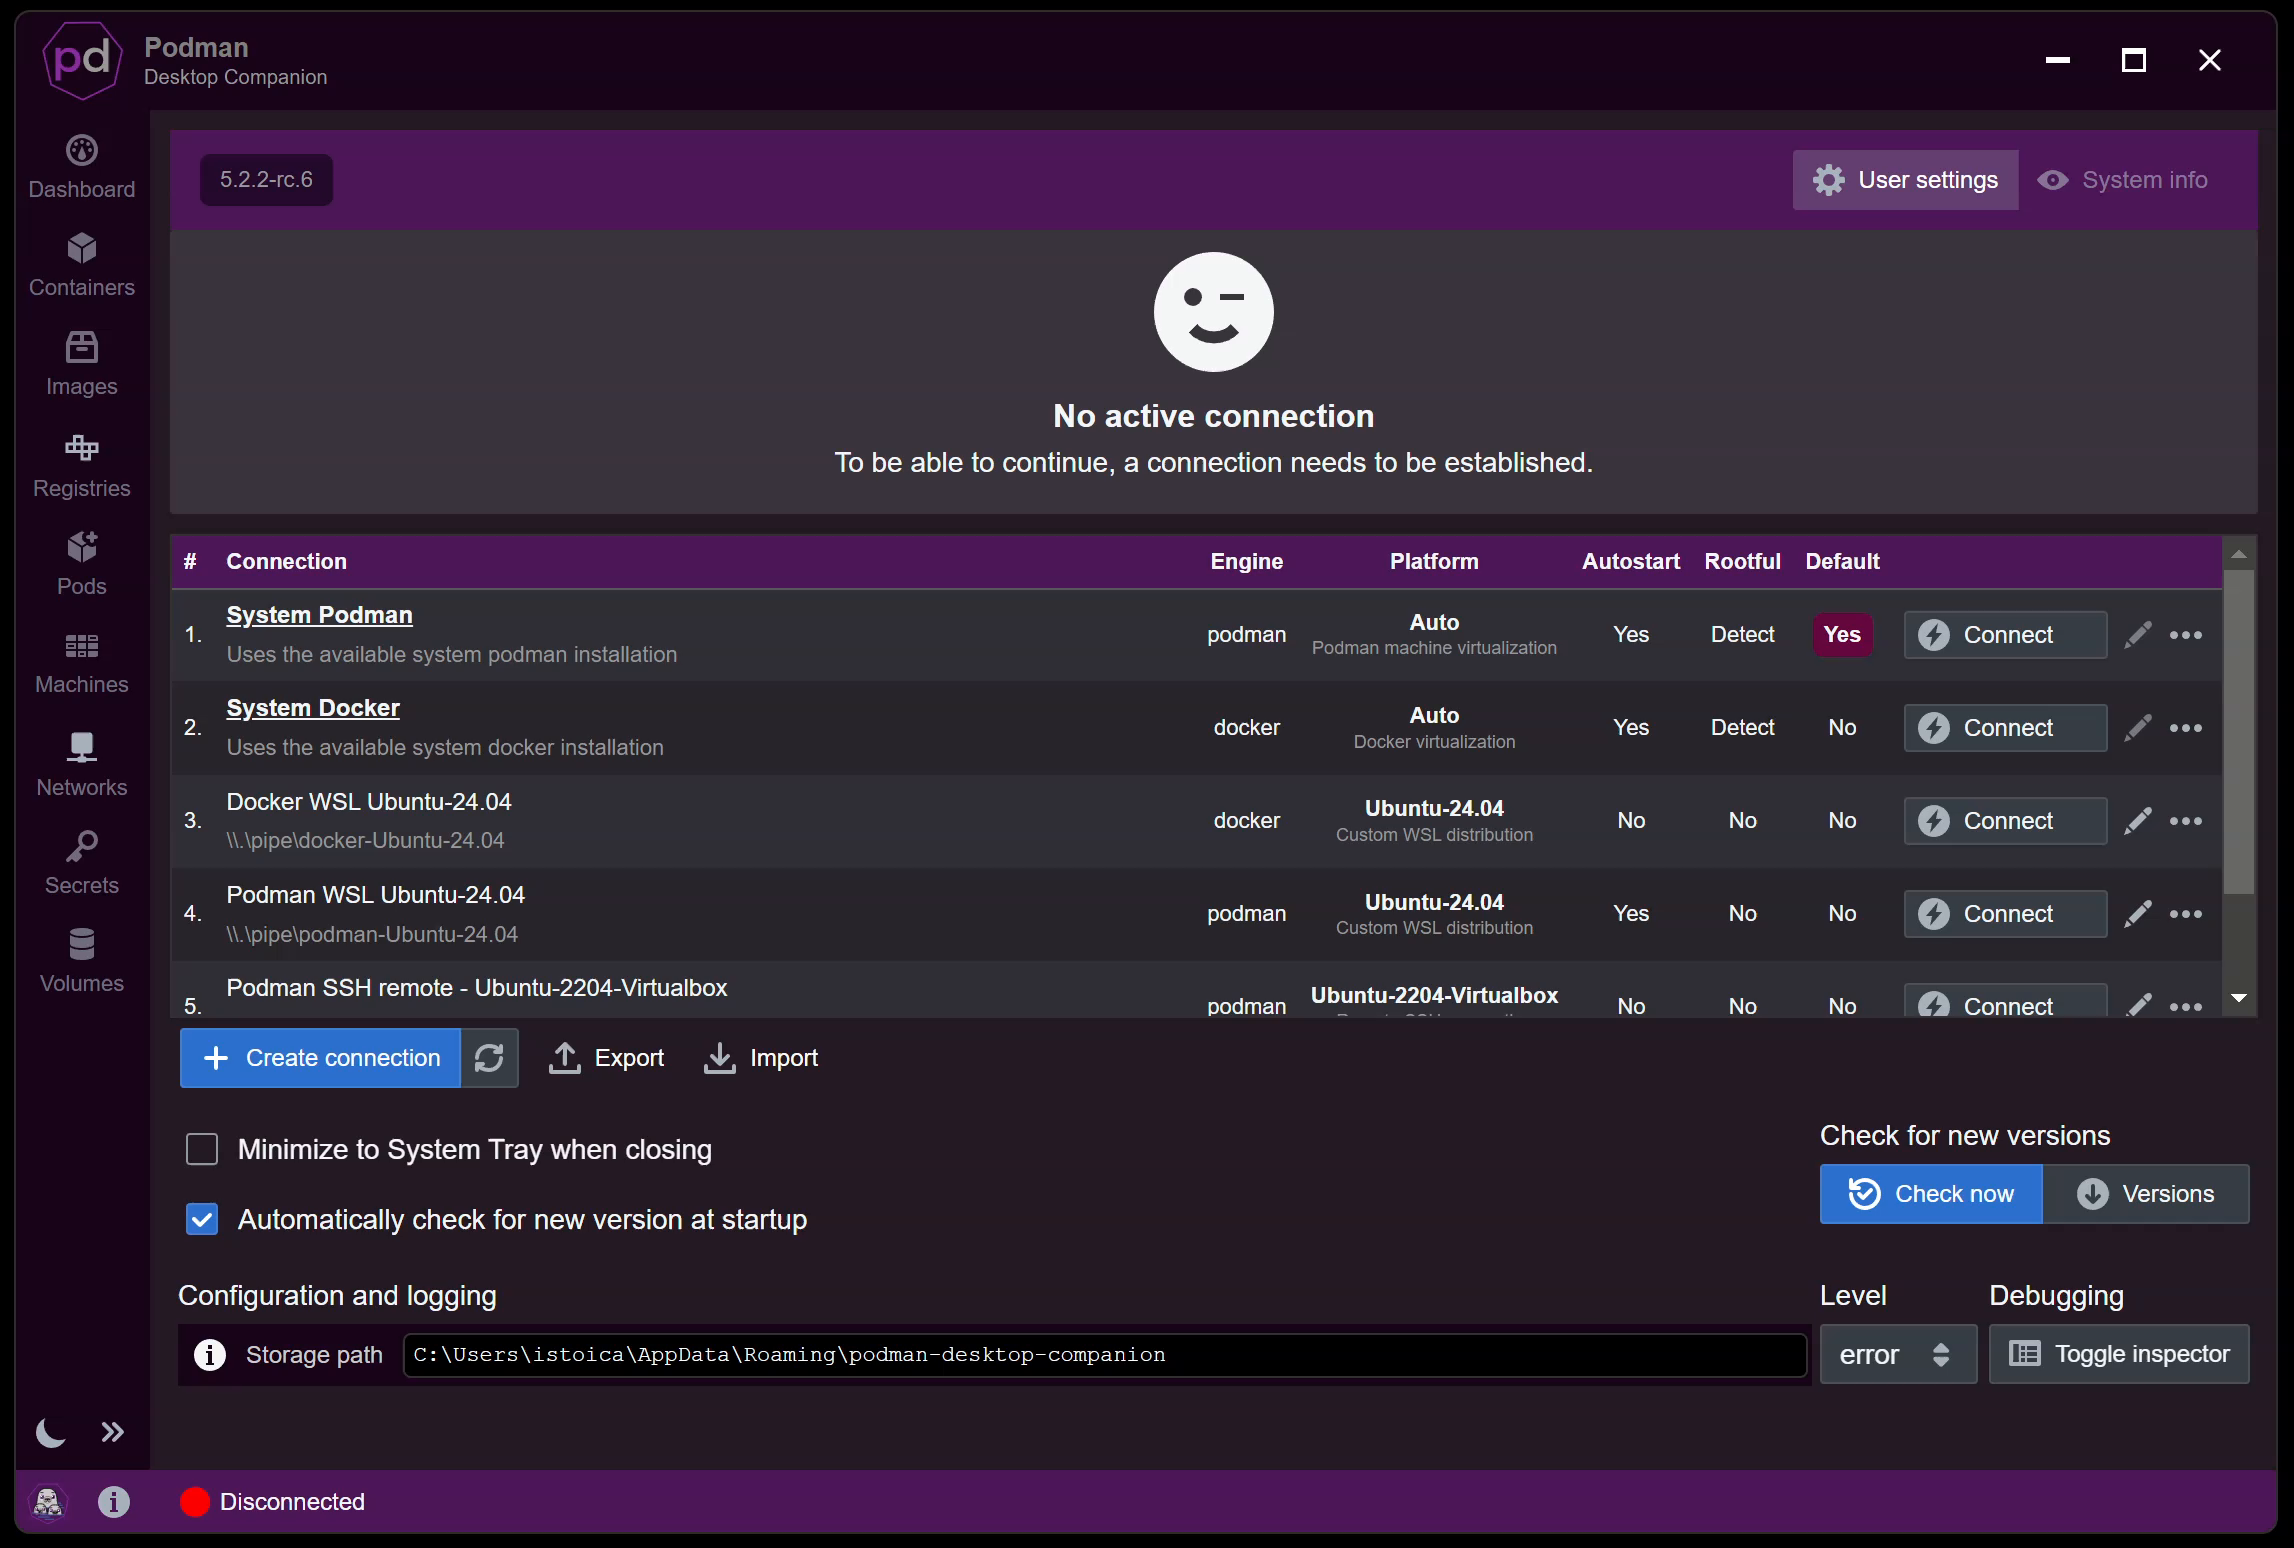 pd
Podman
Desktop Companion
Dashboard
Containers
Images
Registries
Pods
Machines
Networks
Secrets
Volumes
5.2.2-rc.6
User settings
System info
No active connection
To be able to continue, a connection needs to be established.
# Connection Engine Platform Autostart Rootful Default
1. System Podman
Uses the available system podman installation
podman
Auto
Podman machine virtualization
Yes Detect Yes Connect
2. System Docker
Uses the available system docker installation
docker
Auto
Docker virtualization
Yes Detect No Connect
3. Docker WSL Ubuntu-24.04
\\.\pipe\docker-Ubuntu-24.04
docker
Ubuntu-24.04
Custom WSL distribution
No No No Connect
4. Podman WSL Ubuntu-24.04
\\.\pipe\podman-Ubuntu-24.04
podman
Ubuntu-24.04
Custom WSL distribution
Yes No No Connect
5. Podman SSH remote - Ubuntu-2204-Virtualbox
podman
Ubuntu-2204-Virtualbox
No No No Connect
Create connection
Export
Import
Minimize to System Tray when closing
Automatically check for new version at startup
Check for new versions
Check now
Versions
Configuration and logging
Storage path C:\Users\istoica\AppData\Roaming\podman-desktop-companion
Level
error
Debugging
Toggle inspector
Disconnected